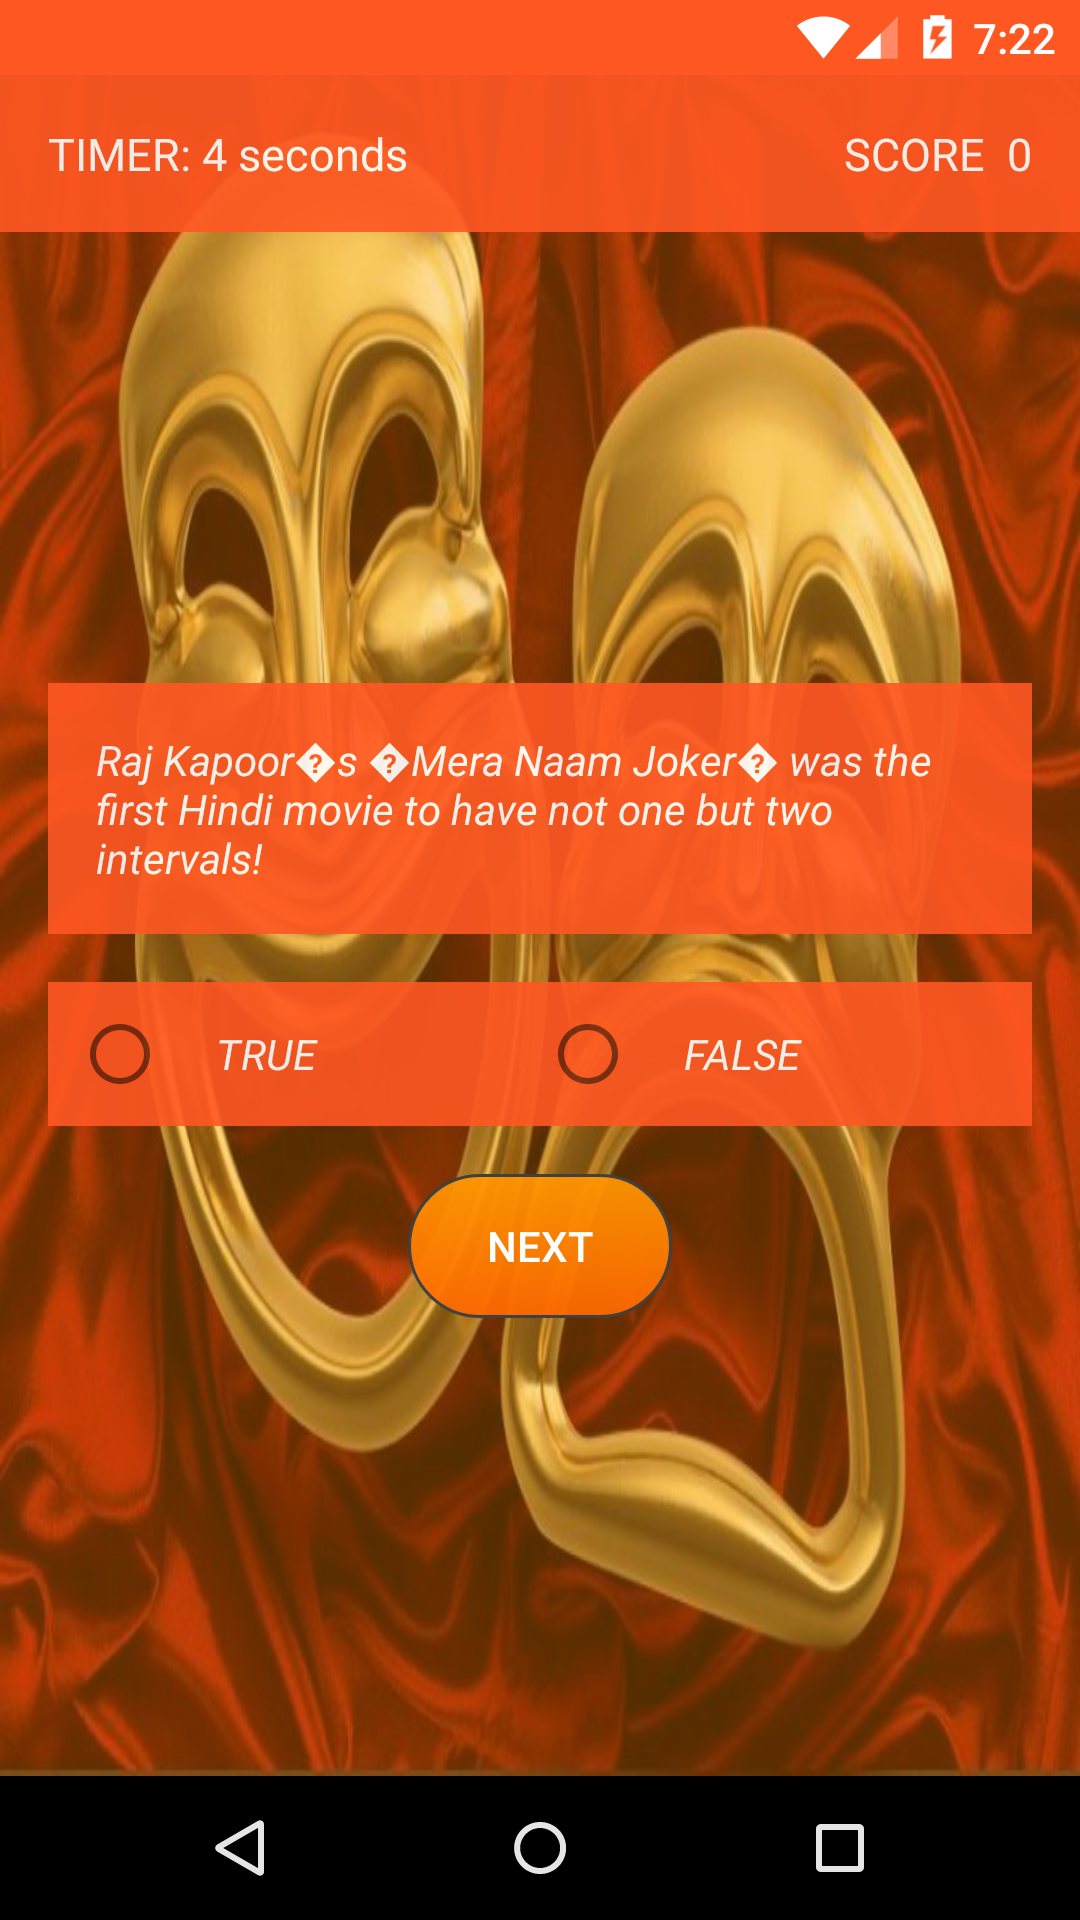 7:22
TIMER: 4 seconds
SCORE 0
Raj Kapoor�s �Mera Naam Joker� was the
first Hindi movie to have not one but two
intervals!
TRUE
FALSE
NEXT